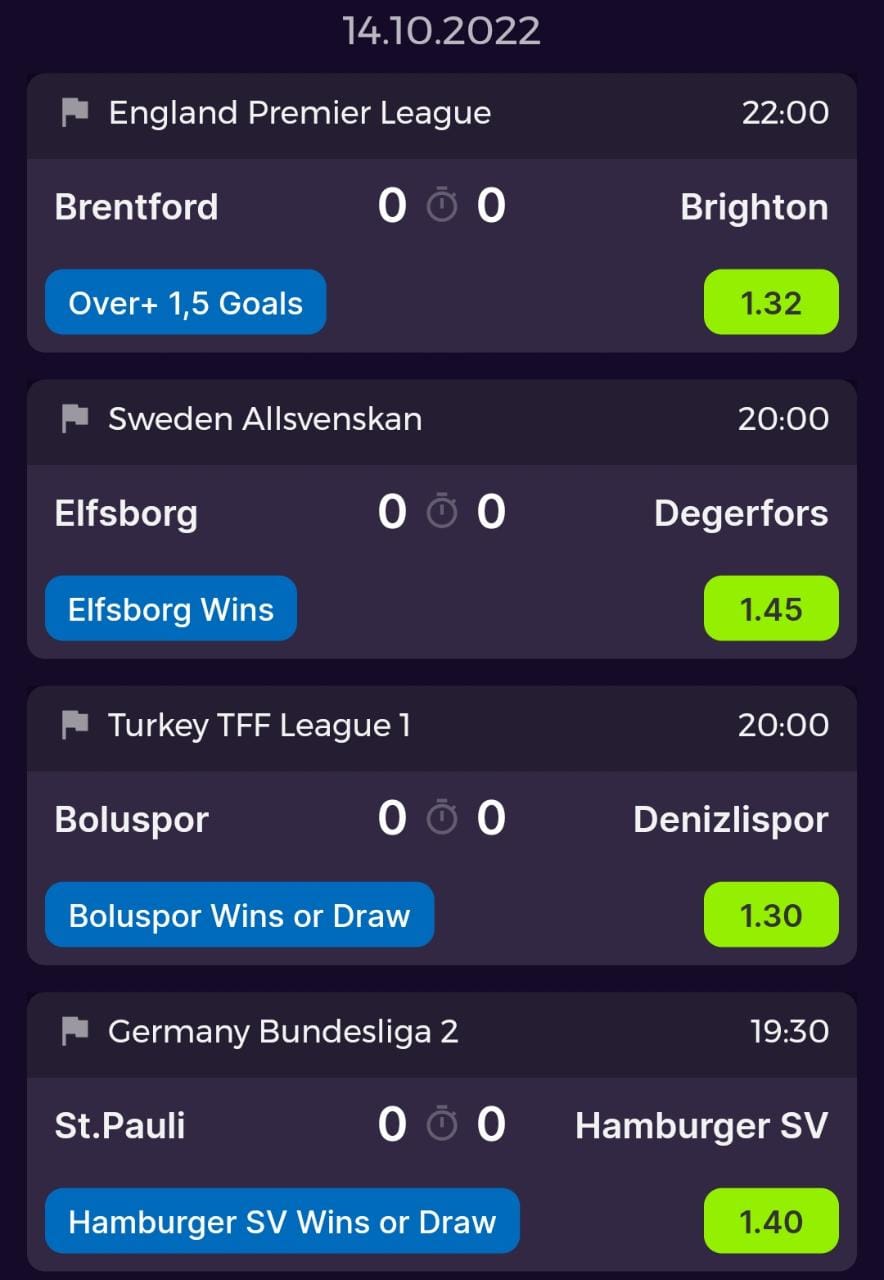 14.10.2022
England Premier League 22:00
Brentford 0 0 Brighton
Over+ 1,5 Goals 1.32
Sweden Allsvenskan 20:00
Elfsborg 0 0 Degerfors
Elfsborg Wins 1.45
Turkey TFF League 1 20:00
Boluspor 0 0 Denizlispor
Boluspor Wins or Draw 1.30
Germany Bundesliga 2 19:30
St.Pauli 0 0 Hamburger SV
Hamburger SV Wins or Draw 1.40